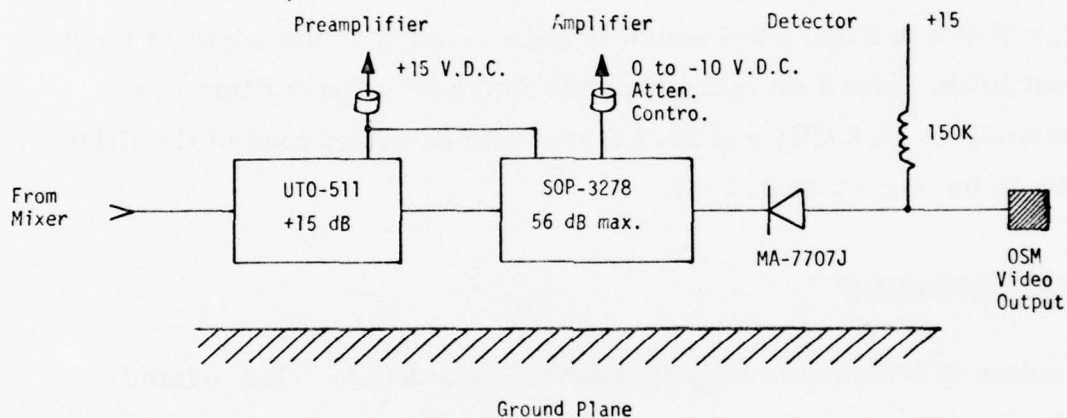 Preamplifier
Amplifier
Detector
+15
+15 V.D.C.
0 to -10 V.D.C.
Atten.
Contro.
150K
From
Mixer
UTO-511
+15 dB
SOP-3278
56 dB max.
MA-7707J
OSM
Video
Output
Ground Plane